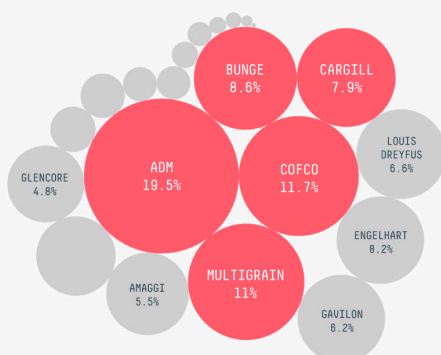 BUNGE
8.6%
CARGILL
7.9%
LOUIS
DREYFUS
6.6%
ADM
19.5%
COFCO
11.7%
GLENCORE
4.8%
ENGELHART
8.2%
MULTIGRAIN
11%
AMAGGI
5.5%
GAVILON
6.2%